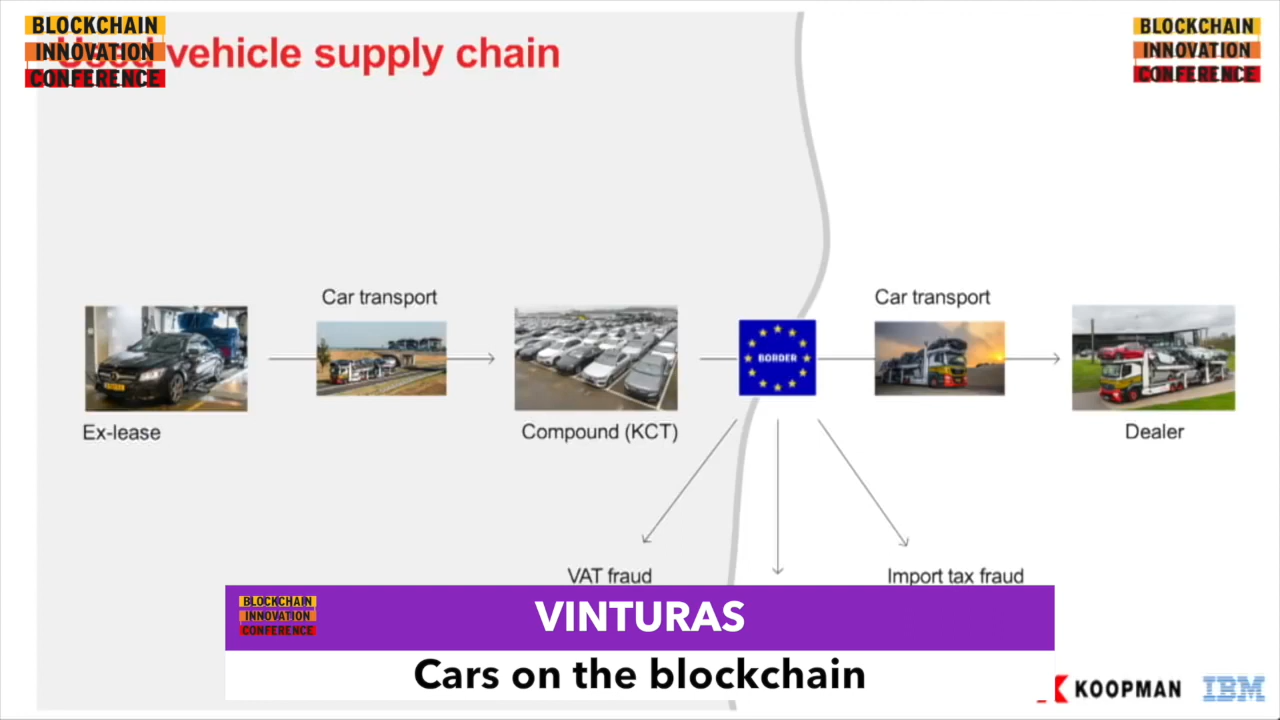 BLOCKCHAIN
INNOVATION
CONFERENCE
vehicle supply chain
BLOCKCHAIN
INNOVATION
CONFERENCE
Car transport
Car transport
BORDER
Ex-lease
Compound (KCT)
Dealer
VAT fraud
Import tax fraud
BLOCKCHAIN
INNOVATION
CONFERENCE
VINTURAS
Cars on the blockchain
KOOPMAN
IBM